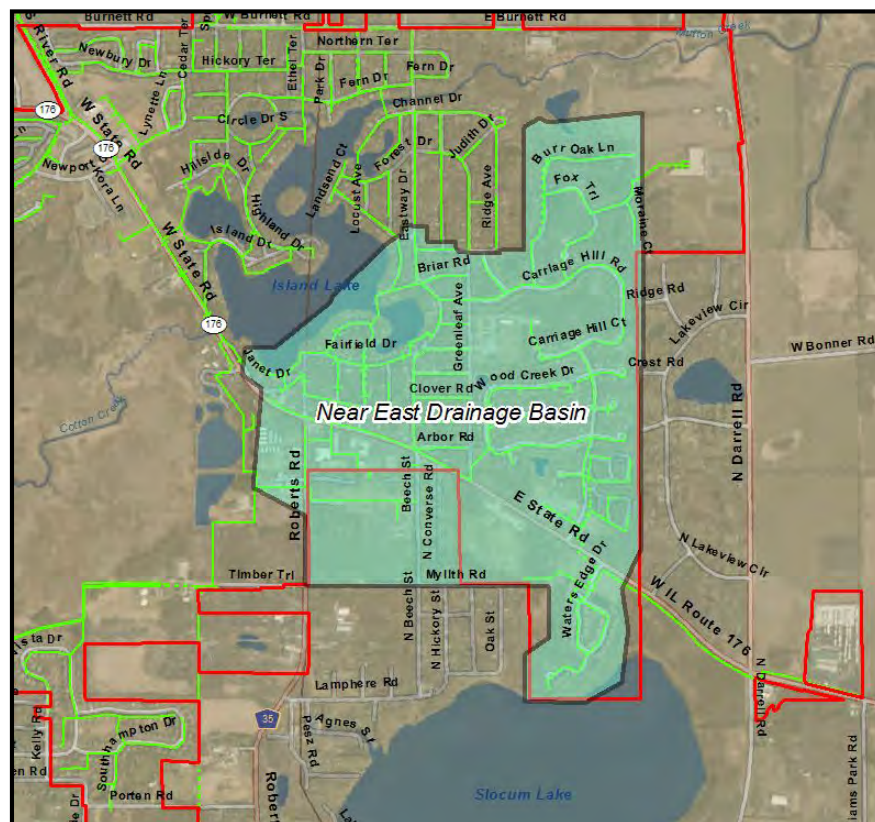 W Burnett Rd
E Burnett Rd
S River Rd
Newbury Dr
Cedar Ter
Hickory Ter
Ethel Ter
Park Dr
Northern Ter
Fern Dr
Fern Dr
Channel Dr
176
W State Rd
Lynette Ln
Circle Dr S
176
Newport
Kora Ln
Hillside Dr
Highland Dr
Landsend Ct
Locust Ave
Forest Dr
Judith Dr
Eastway Dr
Ridge Ave
Burr Oak Ln
Fox Trl
Moraine Ct
W State Rd
Island Dr
Island Lake
Briar Rd
Carriage Hill Rd
Ridge Rd
Lakeview Cir
176
Janet Dr
Fairfield Dr
Greenleaf Ave
Carriage Hill Ct
Crest Rd
W Bonner Rd
Cotton Creek
Clover Rd
Wood Creek Dr
N Darrell Rd
Near East Drainage Basin
Arbor Rd
Roberts Rd
Beech St
N Converse Rd
E State Rd
Timber Trl
Myllth Rd
Waters Edge Dr
N Lakeview Cir
W IL Route 176
N Beech St
N Hickory St
Oak St
Vista Dr
Lamphere Rd
N Darrell Rd
Kelly Rd
Southhampton Dr
35
Agnes St
Pesz Rd
Porten Rd
Slocum Lake